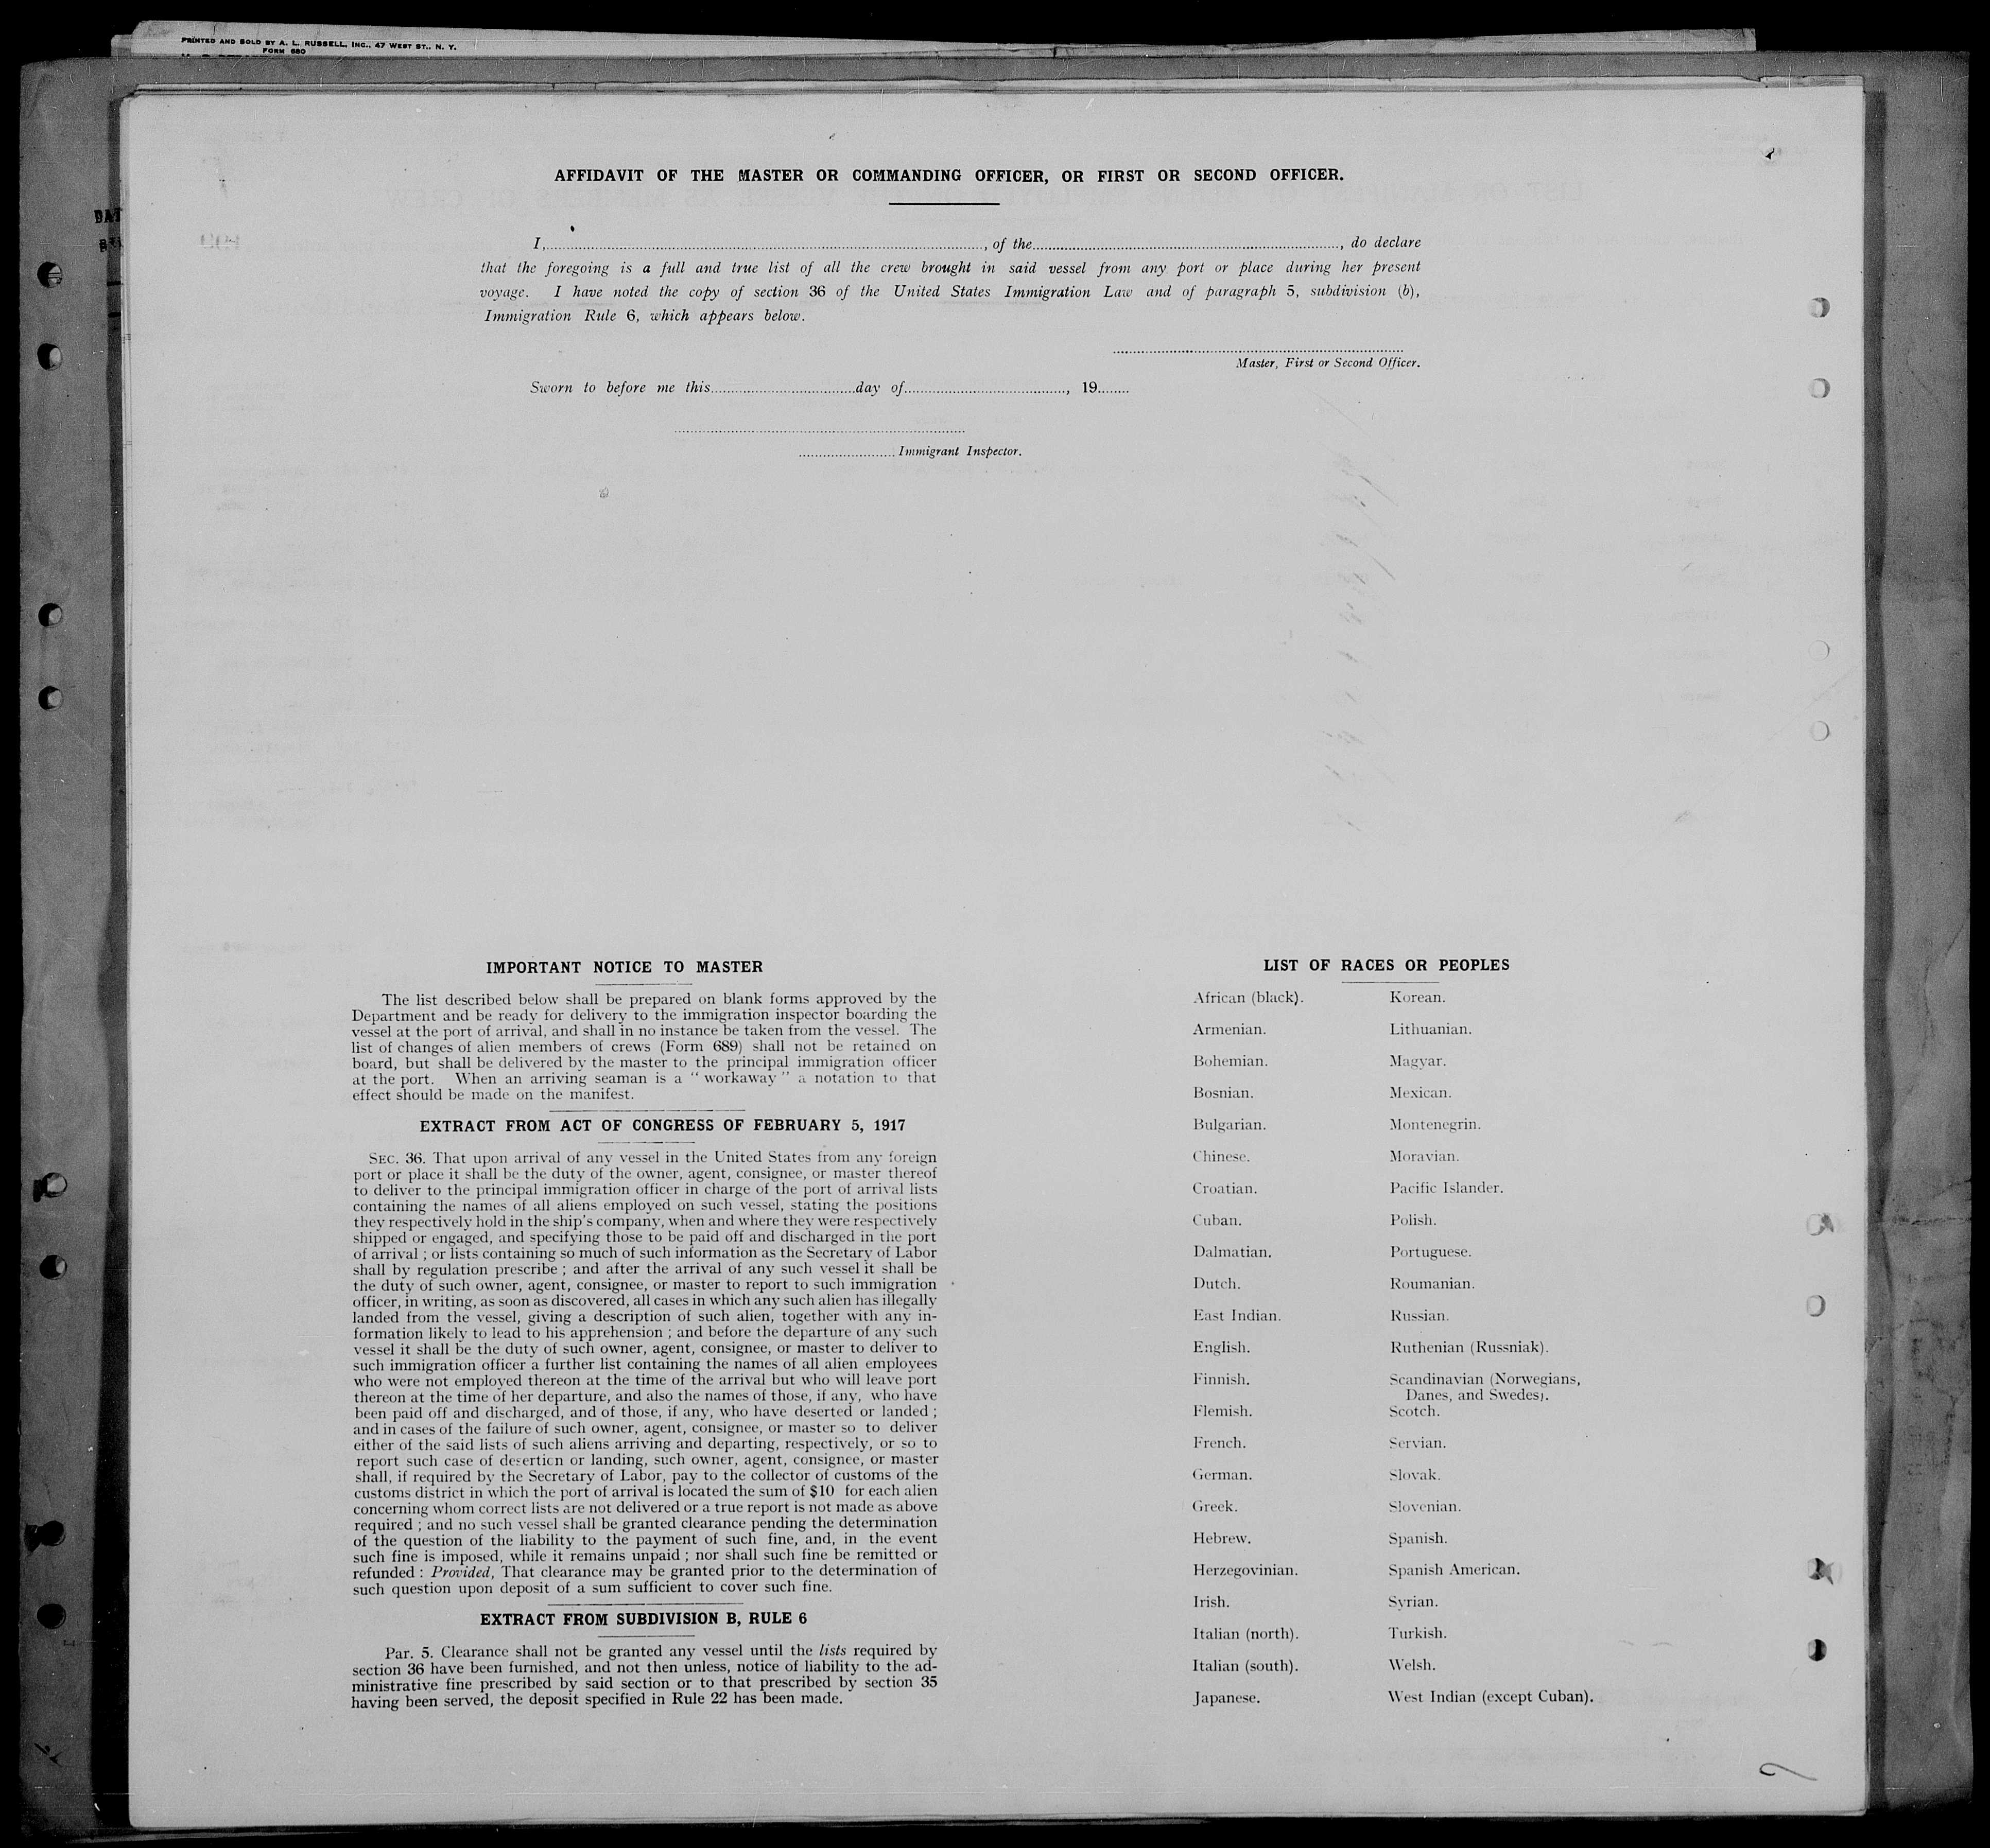 PRINTED AND SOLD BY A. L. RUSSELL, INC., 47 WEST ST., N. Y.
FORM 680
AFFIDAVIT OF THE MASTER OR COMMANDING OFFICER, OR FIRST OR SECOND OFFICER.
I, , of the , do declare
that the foregoing is a full and true list of all the crew brought in said vessel from any port or place during her present
voyage. I have noted the copy of section 36 of the United States Immigration Law and of paragraph 5, subdivision (b),
Immigration Rule 6, which appears below.
Master, First or Second Officer.
Sworn to before me this day of , 19
Immigrant Inspector.
IMPORTANT NOTICE TO MASTER
The list described below shall be prepared on blank forms approved by the
Department and be ready for delivery to the immigration inspector boarding the
vessel at the port of arrival, and shall in no instance be taken from the vessel. The
list of changes of alien members of crews (Form 689) shall not be retained on
board, but shall be delivered by the master to the principal immigration officer
at the port. When an arriving seaman is a "workaway" a notation to that
effect should be made on the manifest.
EXTRACT FROM ACT OF CONGRESS OF FEBRUARY 5, 1917
SEC. 36. That upon arrival of any vessel in the United States from any foreign
port or place it shall be the duty of the owner, agent, consignee, or master thereof
to deliver to the principal immigration officer in charge of the port of arrival lists
containing the names of all aliens employed on such vessel, stating the positions
they respectively hold in the ship's company, when and where they were respectively
shipped or engaged, and specifying those to be paid off and discharged in the port
of arrival ; or lists containing so much of such information as the Secretary of Labor
shall by regulation prescribe ; and after the arrival of any such vessel it shall be
the duty of such owner, agent, consignee, or master to report to such immigration
officer, in writing, as soon as discovered, all cases in which any such alien has illegally
landed from the vessel, giving a description of such alien, together with any in-
formation likely to lead to his apprehension ; and before the departure of any such
vessel it shall be the duty of such owner, agent, consignee, or master to deliver to
such immigration officer a further list containing the names of all alien employees
who were not employed thereon at the time of the arrival but who will leave port
thereon at the time of her departure, and also the names of those, if any, who have
been paid off and discharged, and of those, if any, who have deserted or landed ;
and in cases of the failure of such owner, agent, consignee, or master so to deliver
either of the said lists of such aliens arriving and departing, respectively, or so to
report such case of desertion or landing, such owner, agent, consignee, or master
shall, if required by the Secretary of Labor, pay to the collector of customs of the
customs district in which the port of arrival is located the sum of $10 for each alien
concerning whom correct lists are not delivered or a true report is not made as above
required ; and no such vessel shall be granted clearance pending the determination
of the question of the liability to the payment of such fine, and, in the event
such fine is imposed, while it remains unpaid ; nor shall such fine be remitted or
refunded : Provided, That clearance may be granted prior to the determination of
such question upon deposit of a sum sufficient to cover such fine.
EXTRACT FROM SUBDIVISION B, RULE 6
Par. 5. Clearance shall not be granted any vessel until the lists required by
section 36 have been furnished, and not then unless, notice of liability to the ad-
ministrative fine prescribed by said section or to that prescribed by section 35
having been served, the deposit specified in Rule 22 has been made.
LIST OF RACES OR PEOPLES
African (black). Korean.
Armenian. Lithuanian.
Bohemian. Magyar.
Bosnian. Mexican.
Bulgarian. Montenegrin.
Chinese. Moravian.
Croatian. Pacific Islander.
Cuban. Polish.
Dalmatian. Portuguese.
Dutch. Roumanian.
East Indian. Russian.
English. Ruthenian (Russniak).
Finnish. Scandinavian (Norwegians,
Danes, and Swedes).
Flemish. Scotch.
French. Servian.
German. Slovak.
Greek. Slovenian.
Hebrew. Spanish.
Herzegovinian. Spanish American.
Irish. Syrian.
Italian (north). Turkish.
Italian (south). Welsh.
Japanese. West Indian (except Cuban).